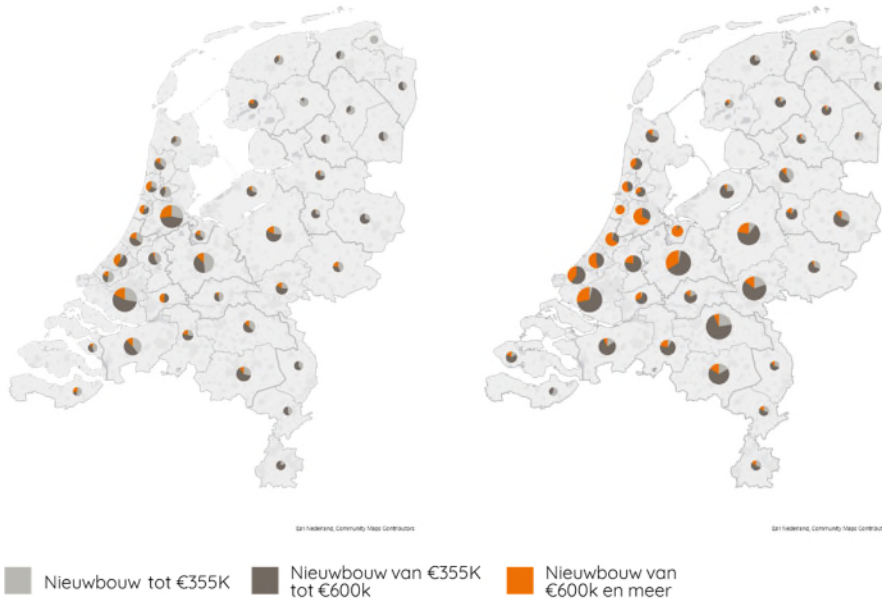 Esri Nederland, Community Maps Contributors
Esri Nederland, Community Maps Contribut
Nieuwbouw tot €355K
Nieuwbouw van €355K
tot €600k
Nieuwbouw van
€600k en meer